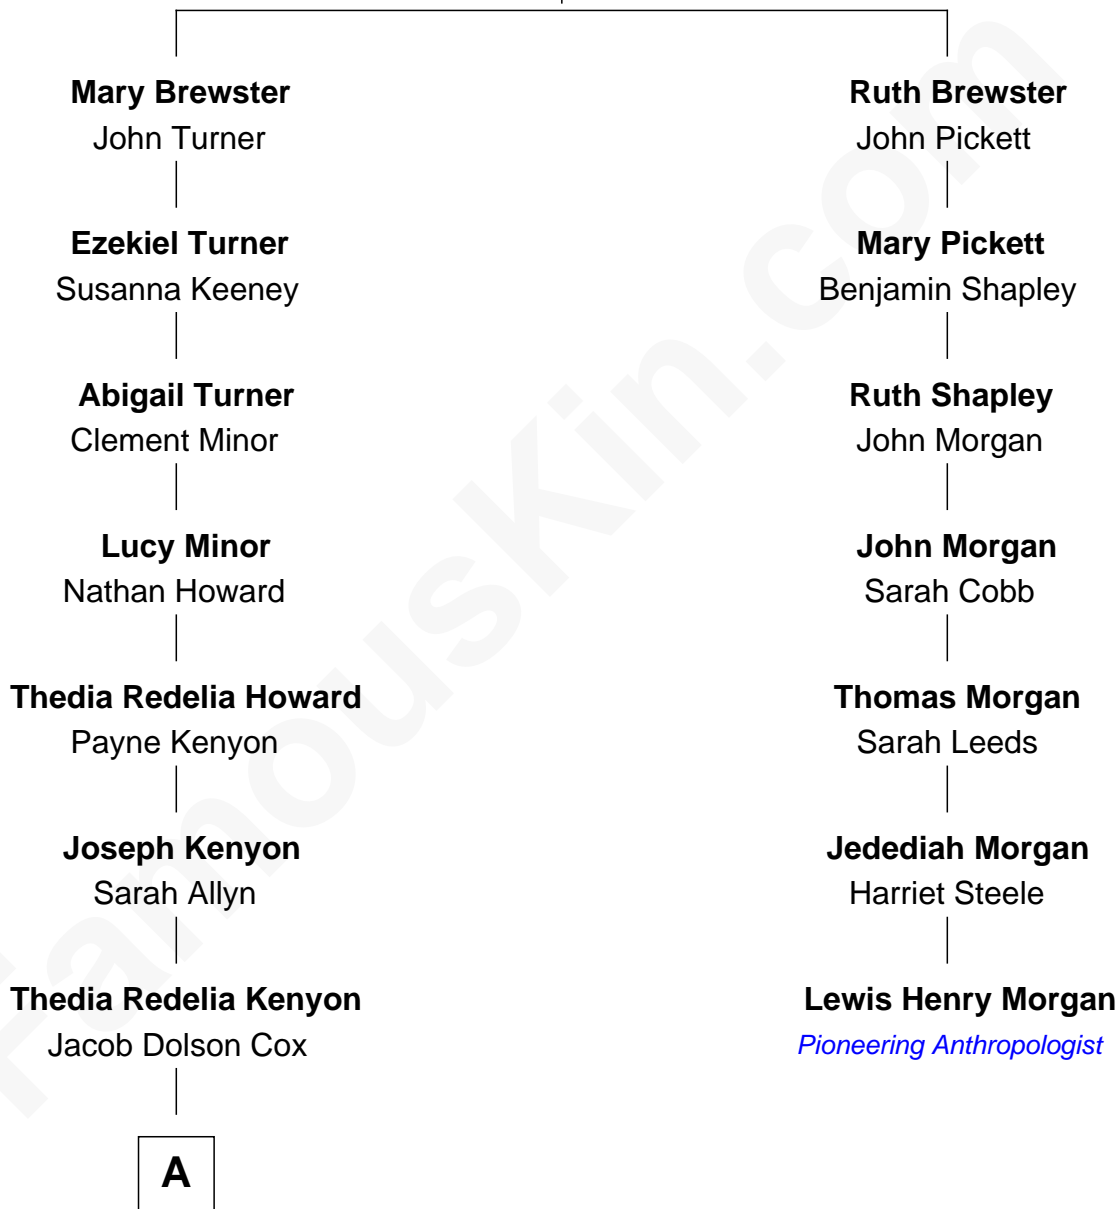 Mary Brewster
John Turner
Ezekiel Turner
Susanna Keeney
Abigail Turner
Clement Minor
Lucy Minor
Nathan Howard
Thedia Redelia Howard
Payne Kenyon
Joseph Kenyon
Sarah Allyn
Thedia Redelia Kenyon
Jacob Dolson Cox
A
Ruth Brewster
John Pickett
Mary Pickett
Benjamin Shapley
Ruth Shapley
John Morgan
John Morgan
Sarah Cobb
Thomas Morgan
Sarah Leeds
Jedediah Morgan
Harriet Steele
Lewis Henry Morgan
Pioneering Anthropologist
FamousKin.com